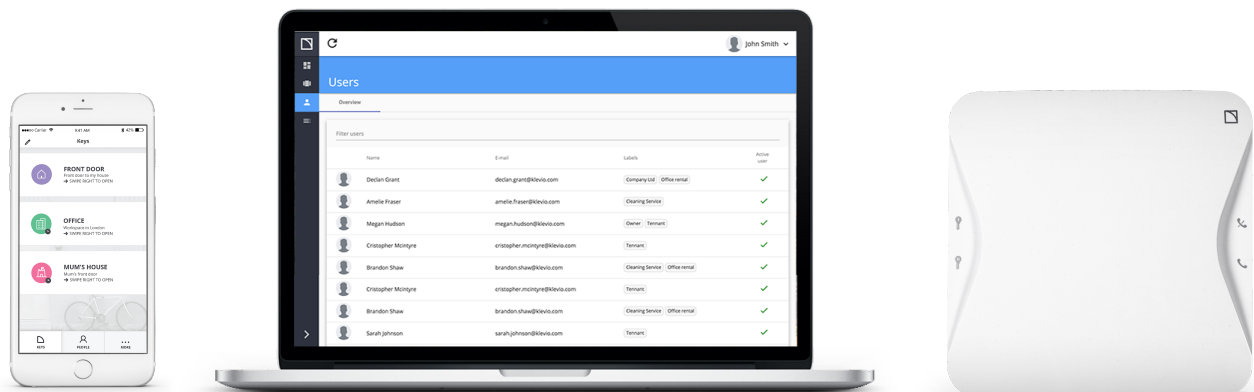 Carrier 9:41 AM 42%
Keys
FRONT DOOR
Front door to my house
→ SWIPE RIGHT TO OPEN
OFFICE
Workspace in London
→ SWIPE RIGHT TO OPEN
MUM'S HOUSE
Mum's front door
→ SWIPE RIGHT TO OPEN
KEYS PEOPLE MORE
John Smith
Users
Overview
Filter users
Name E-mail Labels Active user
Declan Grant declan.grant@klevio.com Company Ltd Office rental
Amelie Fraser amelie.fraser@klevio.com Cleaning Service
Megan Hudson megan.hudson@klevio.com Owner Tennant
Cristopher Mcintyre cristopher.mcintyre@klevio.com Tennant
Brandon Shaw brandon.shaw@klevio.com Cleaning Service Office rental
Cristopher Mcintyre cristopher.mcintyre@klevio.com Tennant
Brandon Shaw brandon.shaw@klevio.com Cleaning Service Office rental
Sarah Johnson sarah.johnson@klevio.com Tennant